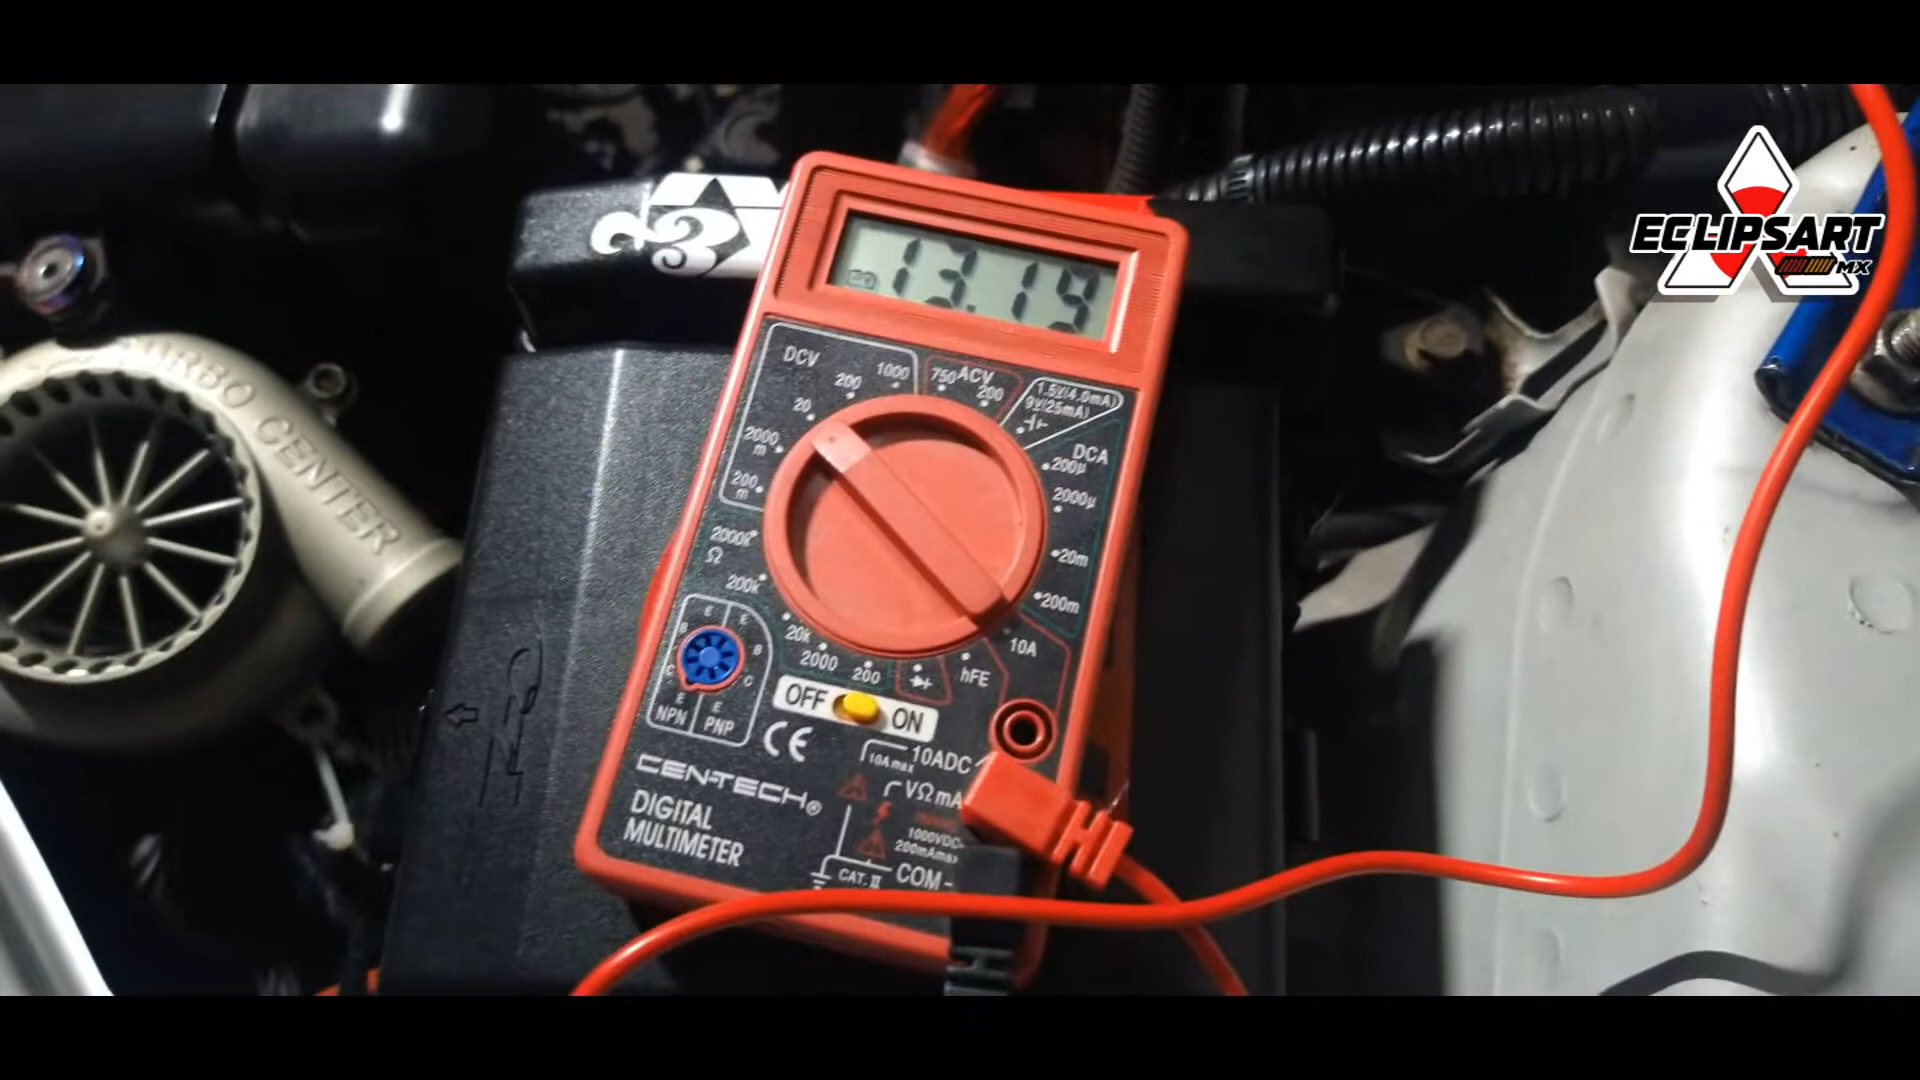 ECLIPSART
MX
TURBO CENTER
13.19
DCV
1000
750
ACV
200
200
20
2000
m
200
m
1.5V(4.0mA)
9V(25mA)
DCA
200µ
2000µ
20m
200m
10A
hFE
2000k
Ω
200k
20k
2000
200
E
E
B
B
C
C
E
E
NPN
PNP
OFF
ON
CE
10ADC
10A max
VΩmA
1000VDC
200mAmax
CAT. II
COM
CEN-TECH®
DIGITAL
MULTIMETER